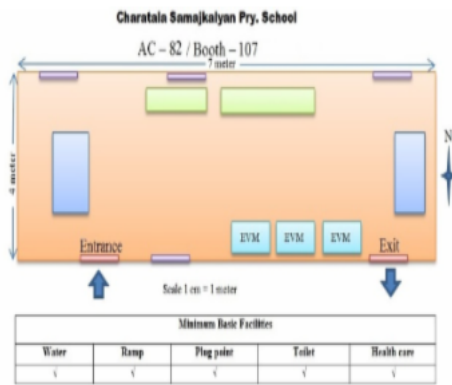 Charatala Samajkalyan Pry. School
AC – 82 / Booth – 107
7 meter
4 meter
N
EVM EVM EVM
Entrance Exit
Scale 1 cm = 1 meter
Minimum Basic Facilities
Water Ramp Plug point Toilet Health care
√ √ √ √ √